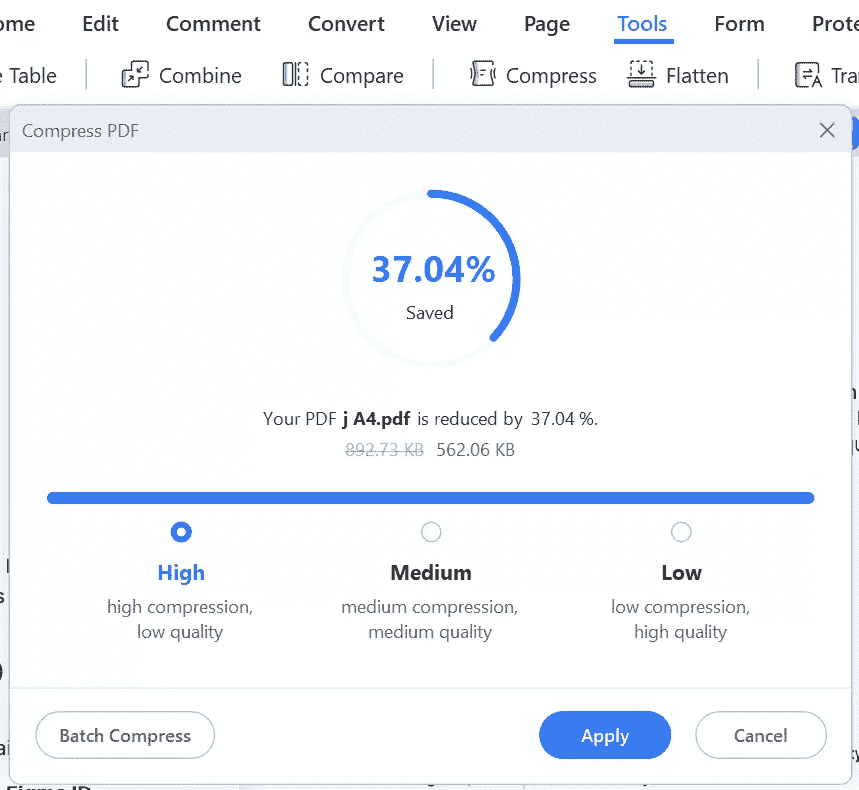 ome Edit Comment Convert View Page Tools Form Prote
Table Combine Compare Compress Flatten Tra
Compress PDF
37.04%
Saved
Your PDF j A4.pdf is reduced by 37.04 %.
892.73 KB 562.06 KB
High Medium Low
high compression, medium compression, low compression,
low quality medium quality high quality
Batch Compress Apply Cancel